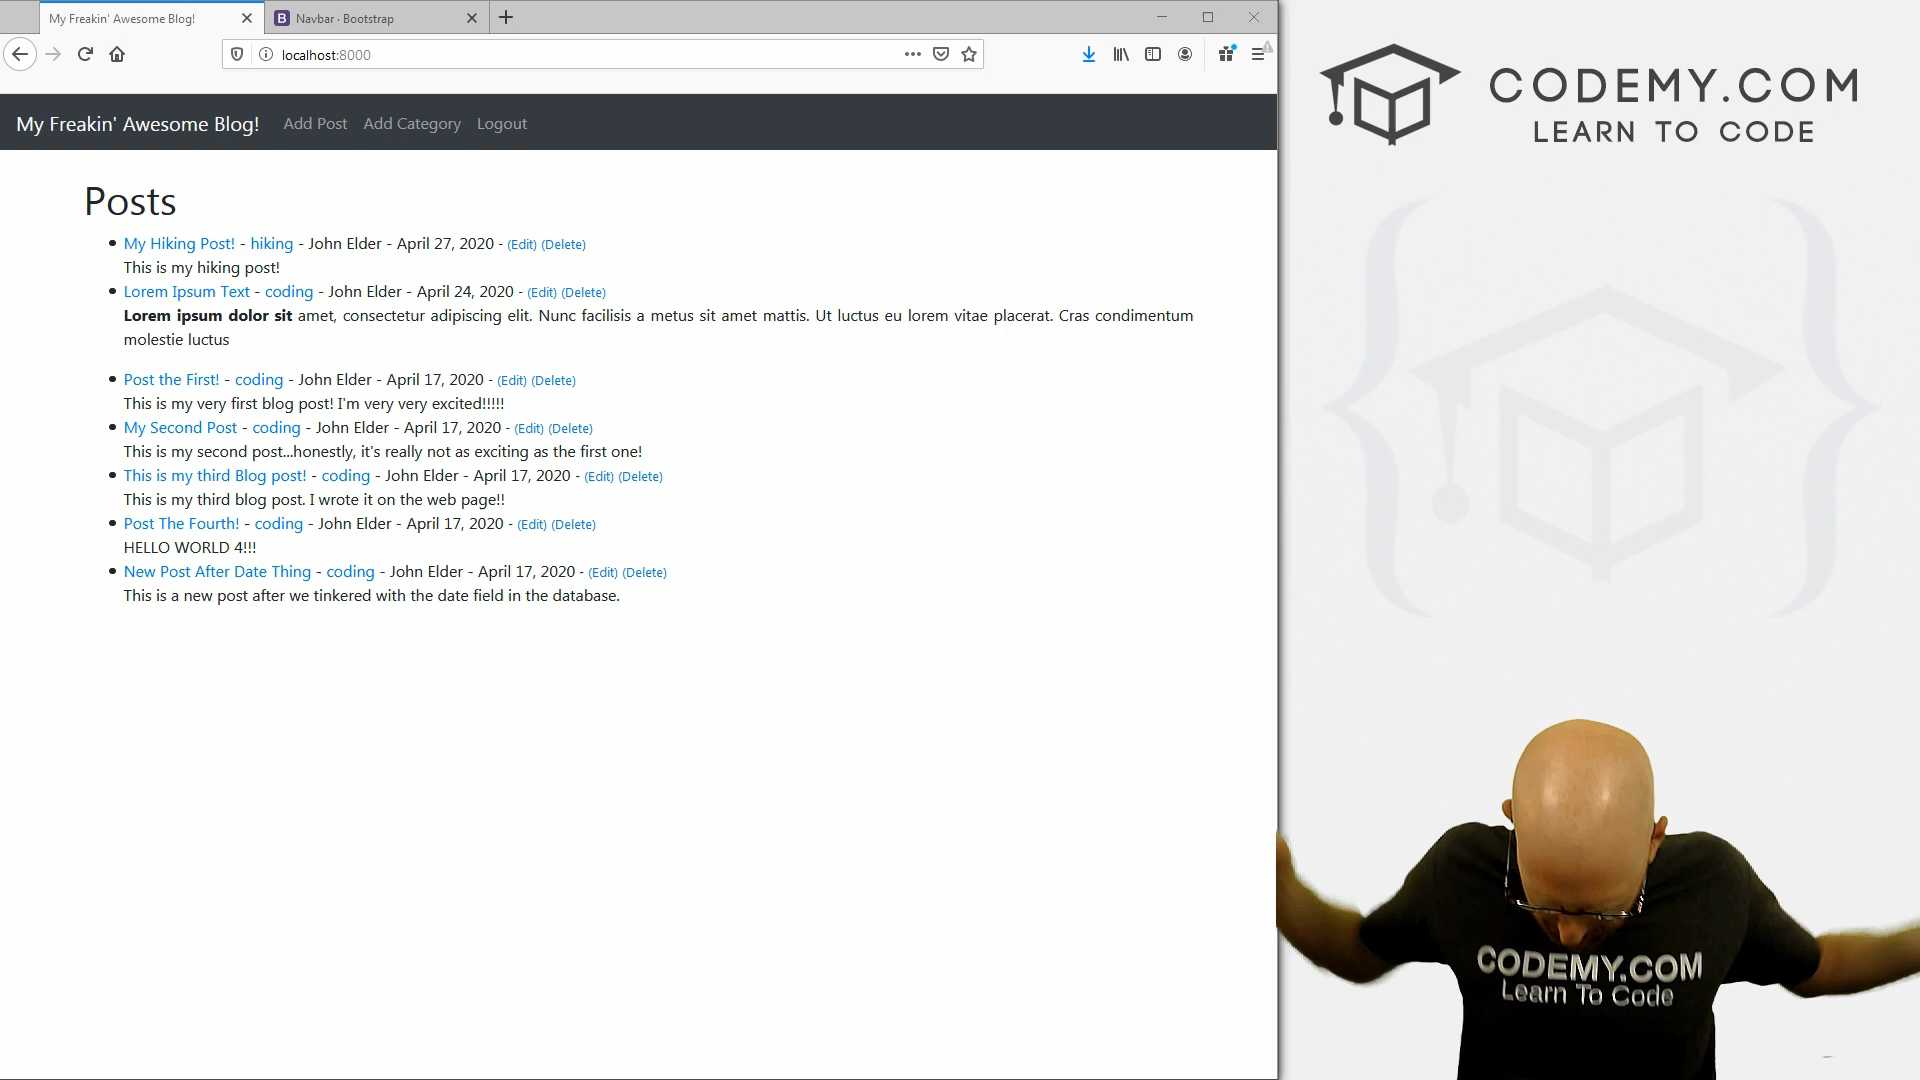 My Freakin' Awesome Blog!
Navbar · Bootstrap
localhost:8000
My Freakin' Awesome Blog! Add Post Add Category Logout
Posts
My Hiking Post! - hiking - John Elder - April 27, 2020 - (Edit) (Delete)
This is my hiking post!
Lorem Ipsum Text - coding - John Elder - April 24, 2020 - (Edit) (Delete)
Lorem ipsum dolor sit amet, consectetur adipiscing elit. Nunc facilisis a metus sit amet mattis. Ut luctus eu lorem vitae placerat. Cras condimentum
molestie luctus
Post the First! - coding - John Elder - April 17, 2020 - (Edit) (Delete)
This is my very first blog post! I'm very very excited!!!!!
My Second Post - coding - John Elder - April 17, 2020 - (Edit) (Delete)
This is my second post...honestly, it's really not as exciting as the first one!
This is my third Blog post! - coding - John Elder - April 17, 2020 - (Edit) (Delete)
This is my third blog post. I wrote it on the web page!!
Post The Fourth! - coding - John Elder - April 17, 2020 - (Edit) (Delete)
HELLO WORLD 4!!!
New Post After Date Thing - coding - John Elder - April 17, 2020 - (Edit) (Delete)
This is a new post after we tinkered with the date field in the database.
CODEMY.COM
LEARN TO CODE
CODEMY.COM
Learn To Code